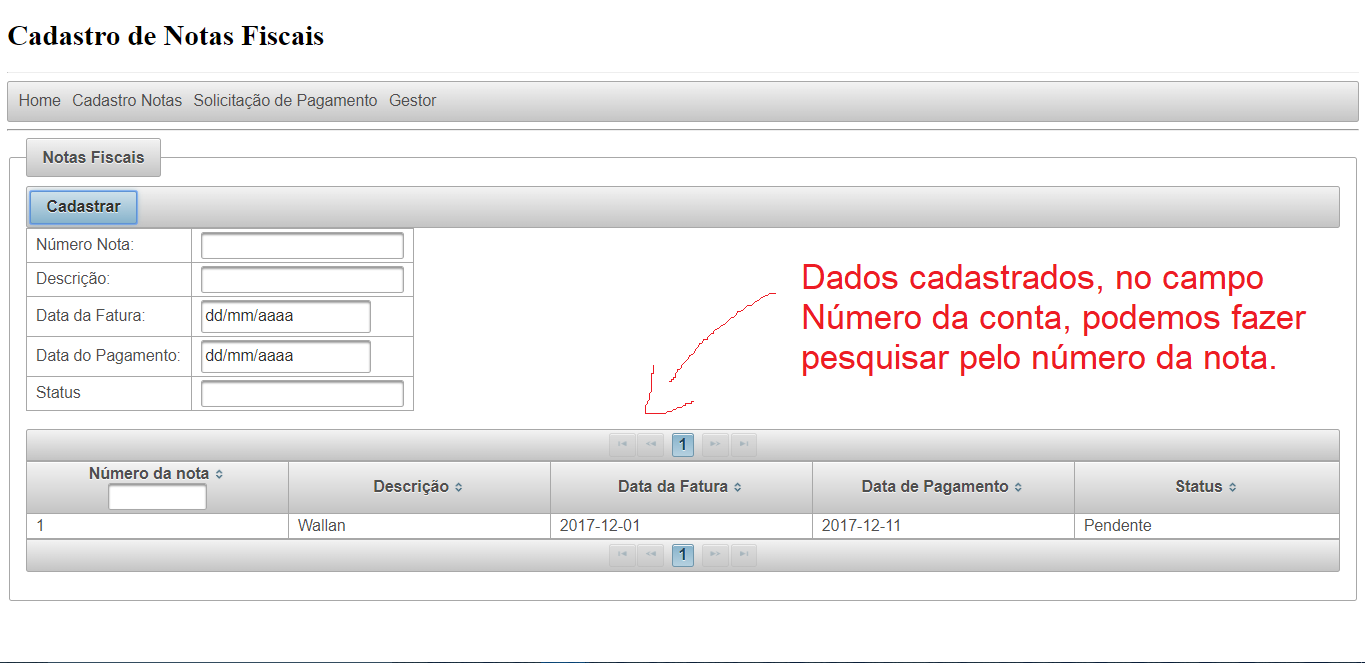 Cadastro de Notas Fiscais
Home Cadastro Notas Solicitação de Pagamento Gestor
Notas Fiscais
Cadastrar
Número Nota:
Descrição:
Data da Fatura: dd/mm/aaaa
Data do Pagamento: dd/mm/aaaa
Status
Dados cadastrados, no campo
Número da conta, podemos fazer
pesquisar pelo número da nota.
1
Número da nota Descrição Data da Fatura Data de Pagamento Status
1 Wallan 2017-12-01 2017-12-11 Pendente
1